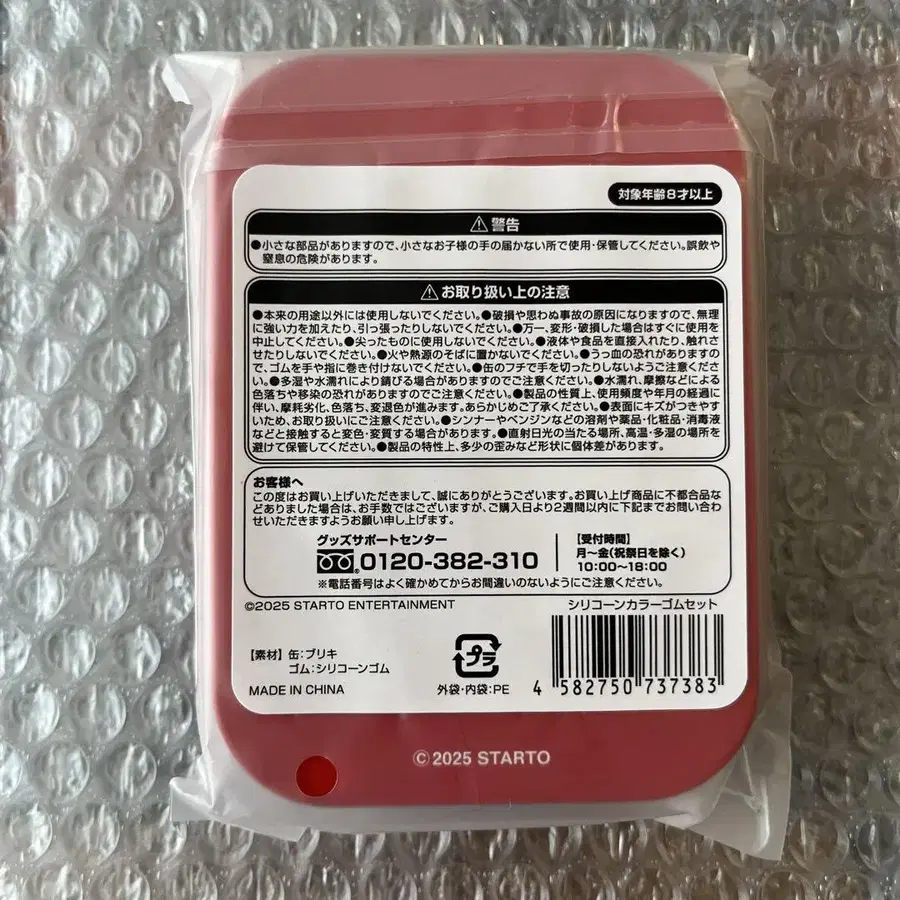 対象年齢8才以上
⚠警告
●小さな部品がありますので、小さなお子様の手の届かない所で使用・保管してください。誤飲や
窒息の危険があります。
⚠お取り扱い上の注意
●本来の用途以外には使用しないでください。●破損や思わぬ事故の原因になりますので、無理
に強い力を加えたり、引っ張ったりしないでください。●万一、変形・破損した場合はすぐに使用を
中止してください。●尖ったものに使用しないでください。●液体や食品を直接入れたり、触れさ
せたりしないでください。●火や熱源のそばに置かないでください。●うっ血の恐れがありますの
で、ゴムを手や指に巻き付けないでください。●缶のフチで手を切ったりしないようご注意くださ
い。●多湿や水濡れにより錆びる場合がありますのでご注意ください。●水濡れ、摩擦などによる
色落ちや移染の恐れがありますのでご注意ください。●製品の性質上、使用頻度や年月の経過に
伴い、摩耗劣化、色落ち、変退色が進みます。あらかじめご了承ください。●表面にキズがつきやす
いため、お取り扱いにご注意ください。●シンナーやベンジンなどの溶剤や薬品・化粧品・消毒液
などと接触すると変色・変質する場合があります。●直射日光の当たる場所、高温・多湿の場所を
避けて保管してください。●製品の特性上、多少の歪みなど形状に個体差があります。
お客様へ
この度はお買い上げいただきまして、誠にありがとうございます。お買い上げ商品に不都合な
どありました場合は、お手数ではございますが、ご購入日より2週間以内に下記までお問い合わ
せいただきますようお願い申し上げます。
グッズサポートセンター
0120-382-310
【受付時間】
月～金(祝祭日を除く)
10:00～18:00
※電話番号はよく確かめてからお間違いのないようにご注意ください。
©2025 STARTO ENTERTAINMENT
シリコーンカラーゴムセット
【素材】缶:ブリキ
ゴム:シリコーンゴム
MADE IN CHINA
プラ
外袋・内袋:PE
4 582750 737383
©2025 STARTO